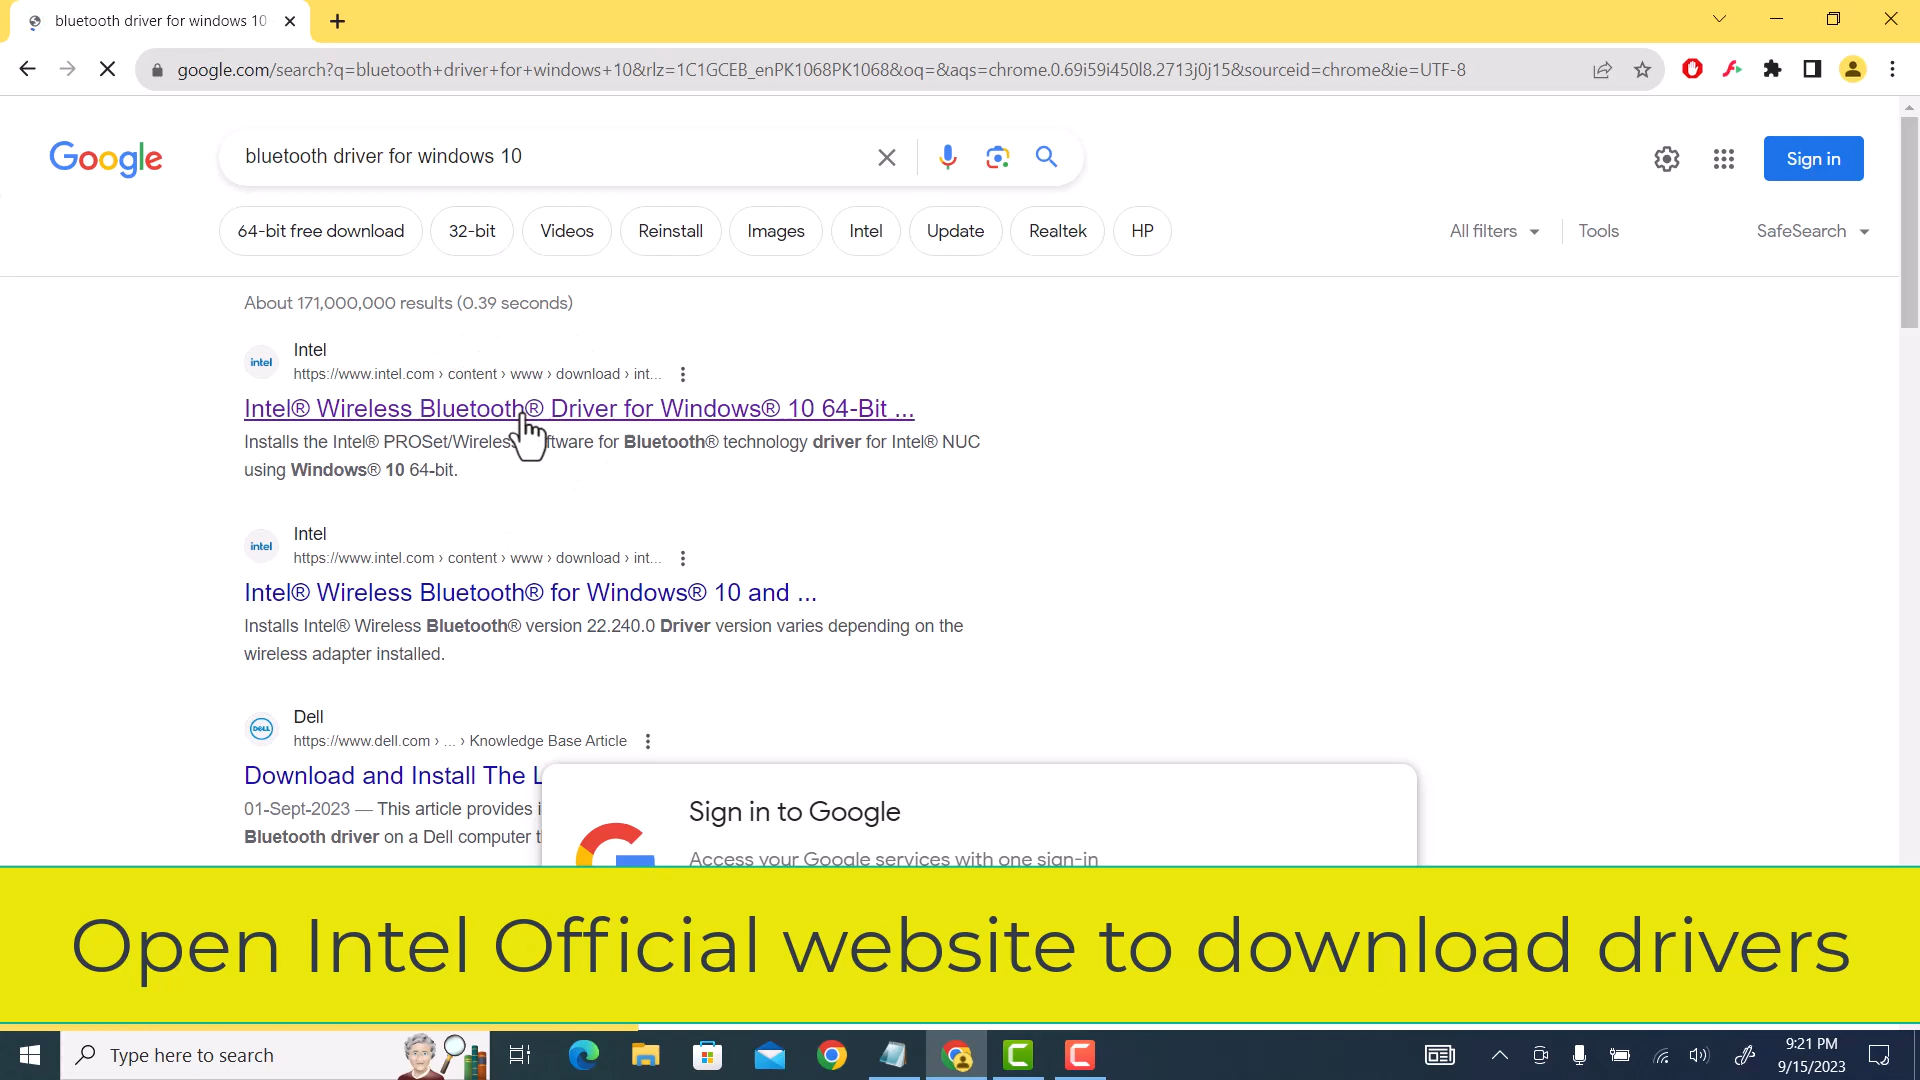 bluetooth driver for windows 10
google.com/search?q=bluetooth+driver+for+windows+10&rlz=1C1GCEB_enPK1068PK1068&oq=&aqs=chrome.0.69i59i450l8.2713j0j15&sourceid=chrome&ie=UTF-8
Google
bluetooth driver for windows 10
Sign in
64-bit free download
32-bit
Videos
Reinstall
Images
Intel
Update
Realtek
HP
All filters
Tools
SafeSearch
About 171,000,000 results (0.39 seconds)
intel
Intel
https://www.intel.com › content › www › download › int...
Intel® Wireless Bluetooth® Driver for Windows® 10 64-Bit ...
Installs the Intel® PROSet/Wireless Software for Bluetooth® technology driver for Intel® NUC
using Windows® 10 64-bit.
intel
Intel
https://www.intel.com › content › www › download › int...
Intel® Wireless Bluetooth® for Windows® 10 and ...
Installs Intel® Wireless Bluetooth® version 22.240.0 Driver version varies depending on the
wireless adapter installed.
DELL
Dell
https://www.dell.com › ... › Knowledge Base Article
Download and Install The L
01-Sept-2023 — This article provides i
Bluetooth driver on a Dell computer t
Sign in to Google
Access your Google services with one sign-in
Open Intel Official website to download drivers
Type here to search
9:21 PM
9/15/2023